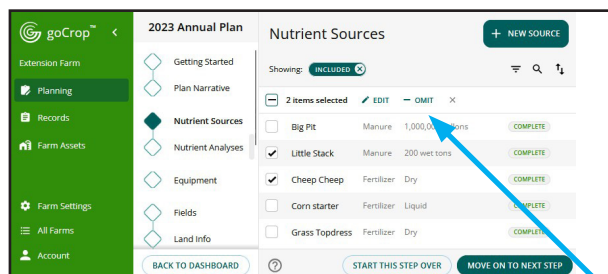 goCrop™
Extension Farm
Planning
Records
Farm Assets
Farm Settings
All Farms
Account
2023 Annual Plan
Getting Started
Plan Narrative
Nutrient Sources
Nutrient Analyses
Equipment
Fields
Land Info
BACK TO DASHBOARD
Nutrient Sources
+ NEW SOURCE
Showing: INCLUDED
2 items selected EDIT OMIT
Big Pit Manure COMPLETE
Little Stack Manure 200 wet tons COMPLETE
Cheep Cheep Fertilizer Dry COMPLETE
Corn starter Fertilizer Liquid COMPLETE
Grass Topdress Fertilizer Dry COMPLETE
START THIS STEP OVER
MOVE ON TO NEXT STEP